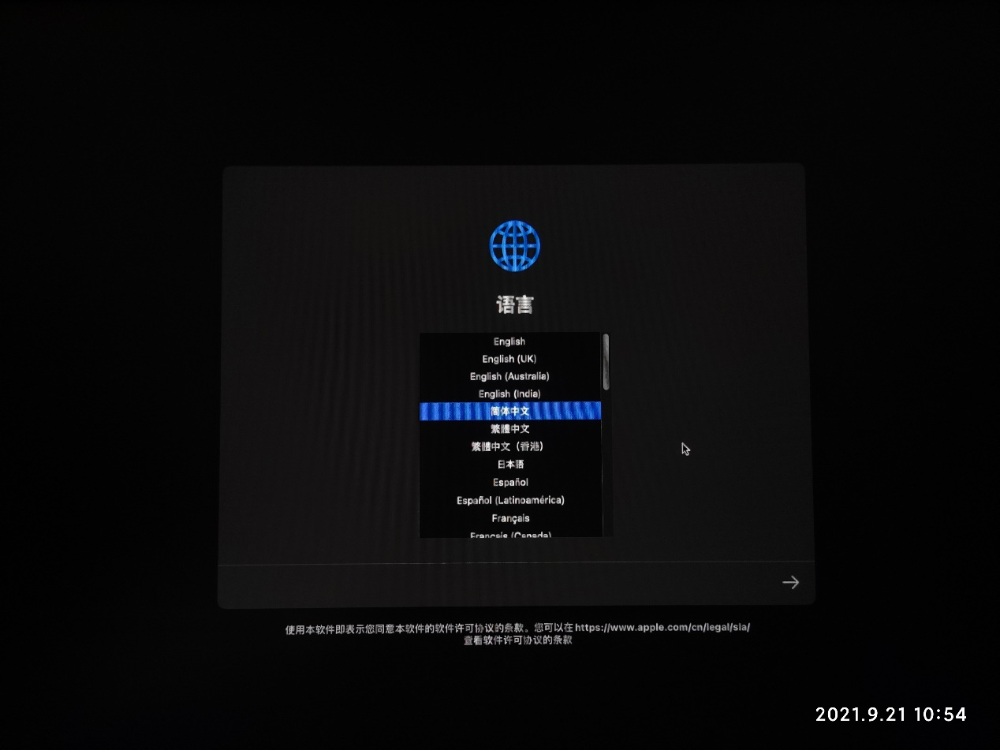 语言
English
English (UK)
English (Australia)
English (India)
简体中文
繁體中文
繁體中文（香港）
日本語
Español
Español (Latinoamérica)
Français
Français (Canada)
使用本软件即表示您同意本软件的软件许可协议的条款。您可以在 https://www.apple.com/cn/legal/sla/
查看软件许可协议的条款
2021.9.21 10:54